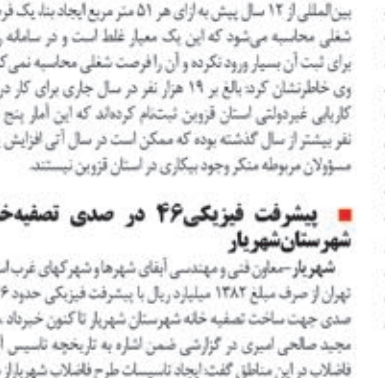 بین‌المللی از ۱۲ سال پیش به ازای هر ۵۱ متر مربع ایجاد بنا، یک
شغلی محاسبه می‌شود که این یک معیار غلط است و در سامانه
برای ثبت آن بسیار ورود نکرده و آن را فرصت شغلی محاسبه نمی
وی خاطرنشان کرد: بالغ بر ۱۹ هزار نفر در سال جاری برای کار در
کاریابی غیردولتی استان قزوین ثبت‌نام کرده‌اند که این آمار پنج
نفر بیشتر از سال گذشته بوده که ممکن است در سال آتی افزایش
مسؤولان مربوطه منکر وجود بیکاری در استان قزوین نیستند.
پیشرفت فیزیکی۴۶ در صدی
شهرستان‌شهریار
شهریار –معاون فنی و مهندسی آبفای شهرها و شهرکهای غرب
تهران از صرف مبلغ ۱۳۸۲ میلیارد ریال با پیشرفت فیزیکی حدود
صدی جهت ساخت تصفیه خانه شهرستان شهریار تا کنون خبرداد
مجید صالحی امیری در گزارشی ضمن اشاره به تاریخچه تاسیس
فاضلاب در این مناطق گفت: ایجاد تاسیسات طرح فاضلاب